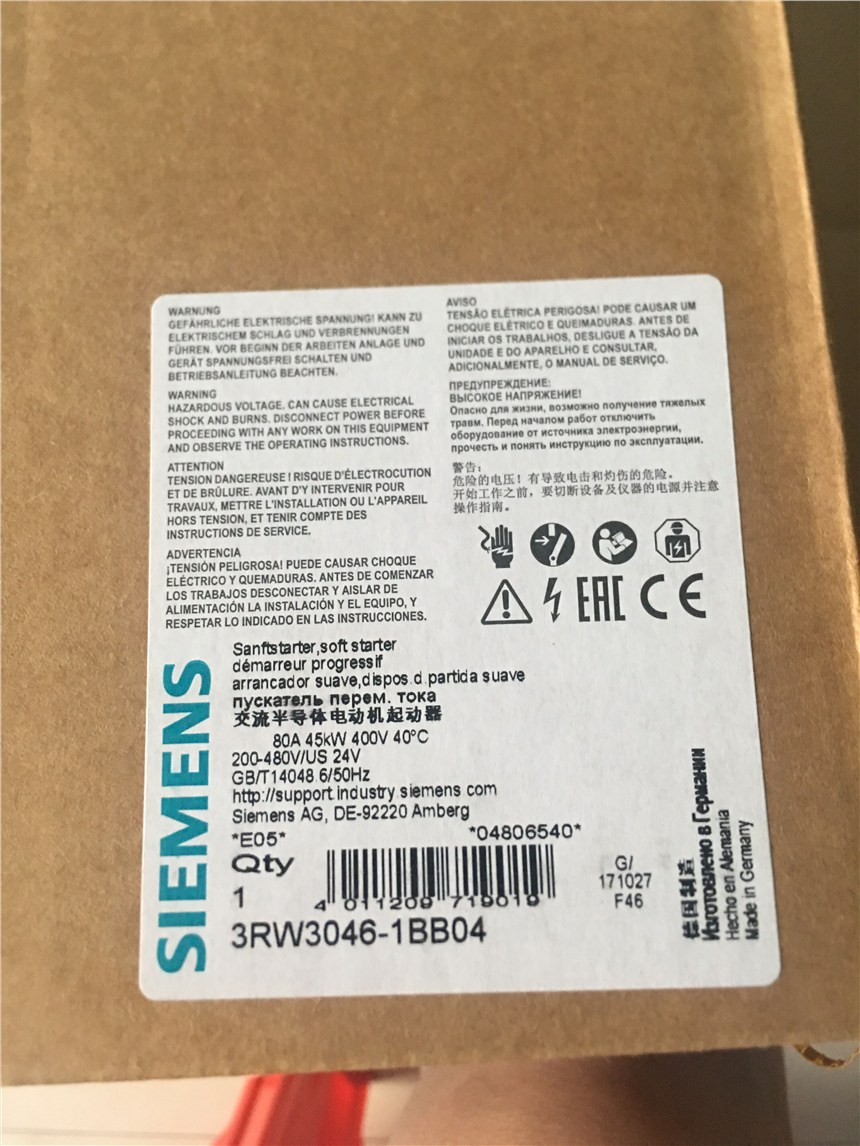 WARNUNG
GEFÄHRLICHE ELEKTRISCHE SPANNUNG! KANN ZU
ELEKTRISCHEM SCHLAG UND VERBRENNUNGEN
FÜHREN. VOR BEGINN DER ARBEITEN ANLAGE UND
GERÄT SPANNUNGSFREI SCHALTEN UND
BETRIEBSANLEITUNG BEACHTEN.
WARNING
HAZARDOUS VOLTAGE. CAN CAUSE ELECTRICAL
SHOCK AND BURNS. DISCONNECT POWER BEFORE
PROCEEDING WITH ANY WORK ON THIS EQUIPMENT
AND OBSERVE THE OPERATING INSTRUCTIONS.
ATTENTION
TENSION DANGEREUSE ! RISQUE D'ÉLECTROCUTION
ET DE BRÛLURE. AVANT D'Y INTERVENIR POUR
TRAVAUX, METTRE L'INSTALLATION OU L'APPAREIL
HORS TENSION, ET TENIR COMPTE DES
INSTRUCTIONS DE SERVICE.
ADVERTENCIA
¡TENSIÓN PELIGROSA! PUEDE CAUSAR CHOQUE
ELÉCTRICO Y QUEMADURAS. ANTES DE COMENZAR
LOS TRABAJOS DESCONECTAR Y AISLAR DE
ALIMENTACIÓN LA INSTALACIÓN Y EL EQUIPO, Y
RESPETAR LO INDICADO EN LAS INSTRUCCIONES.
AVISO
TENSÃO ELÉTRICA PERIGOSA! PODE CAUSAR UM
CHOQUE ELÉTRICO E QUEIMADURAS. ANTES DE
INICIAR OS TRABALHOS, DESLIGUE A TENSÃO DA
UNIDADE E DO APARELHO E CONSULTAR,
ADICIONALMENTE, O MANUAL DE SERVIÇO.
ПРЕДУПРЕЖДЕНИЕ:
ВЫСОКОЕ НАПРЯЖЕНИЕ!
Опасно для жизни, возможно получение тяжелых
травм. Перед началом работ отключить
оборудование от источника электроэнергии,
прочесть и понять инструкцию по эксплуатации.
警告：
危险的电压！有导致电击和灼伤的危险。
开始工作之前，要切断设备及仪器的电源并注意
操作指南。
EAC CE
SIEMENS
Sanftstarter,soft starter
démarreur progressif
arrancador suave,dispos.d.partida suave
пускатель перем. тока
交流半导体电动机起动器
80A 45kW 400V 40°C
200-480V/US 24V
GB/T14048.6/50Hz
http://support.industry.siemens.com
Siemens AG, DE-92220 Amberg
*E05* *04806540*
Qty
1
4 011209 719019
G/
171027
F46
3RW3046-1BB04
德国制造
Изготовлено в Германии
Hecho en Alemania
Made in Germany